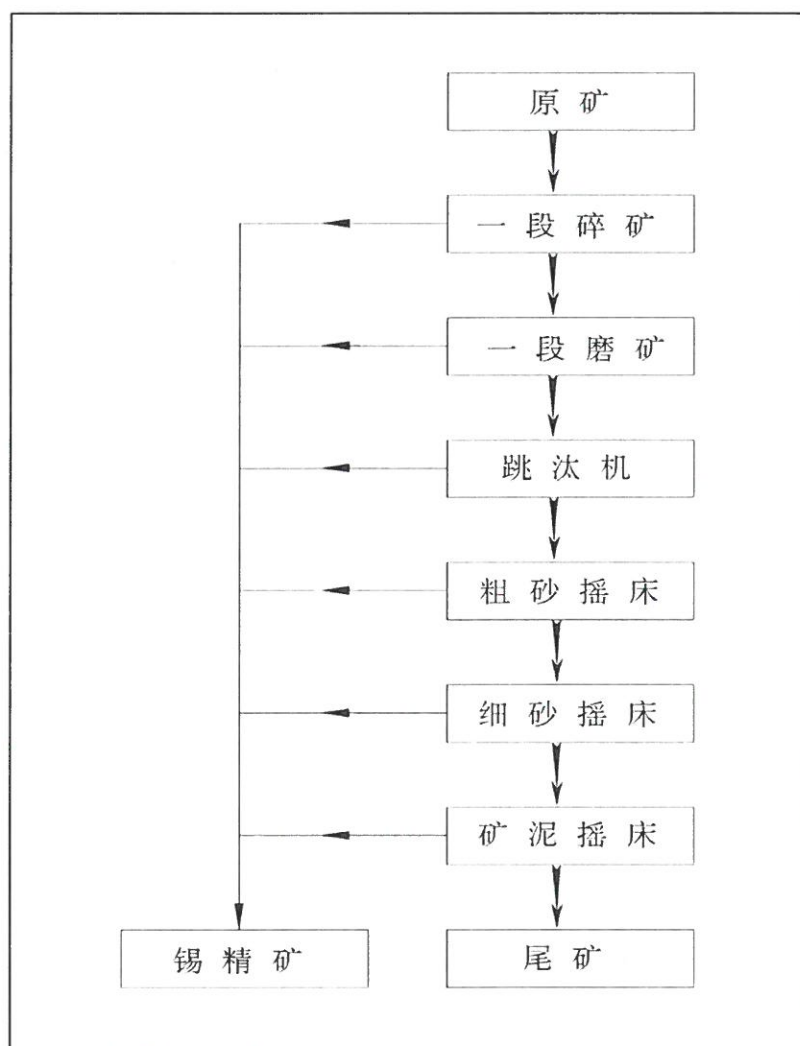 原矿
一段碎矿
一段磨矿
跳汰机
粗砂摇床
细砂摇床
矿泥摇床
锡精矿
尾矿